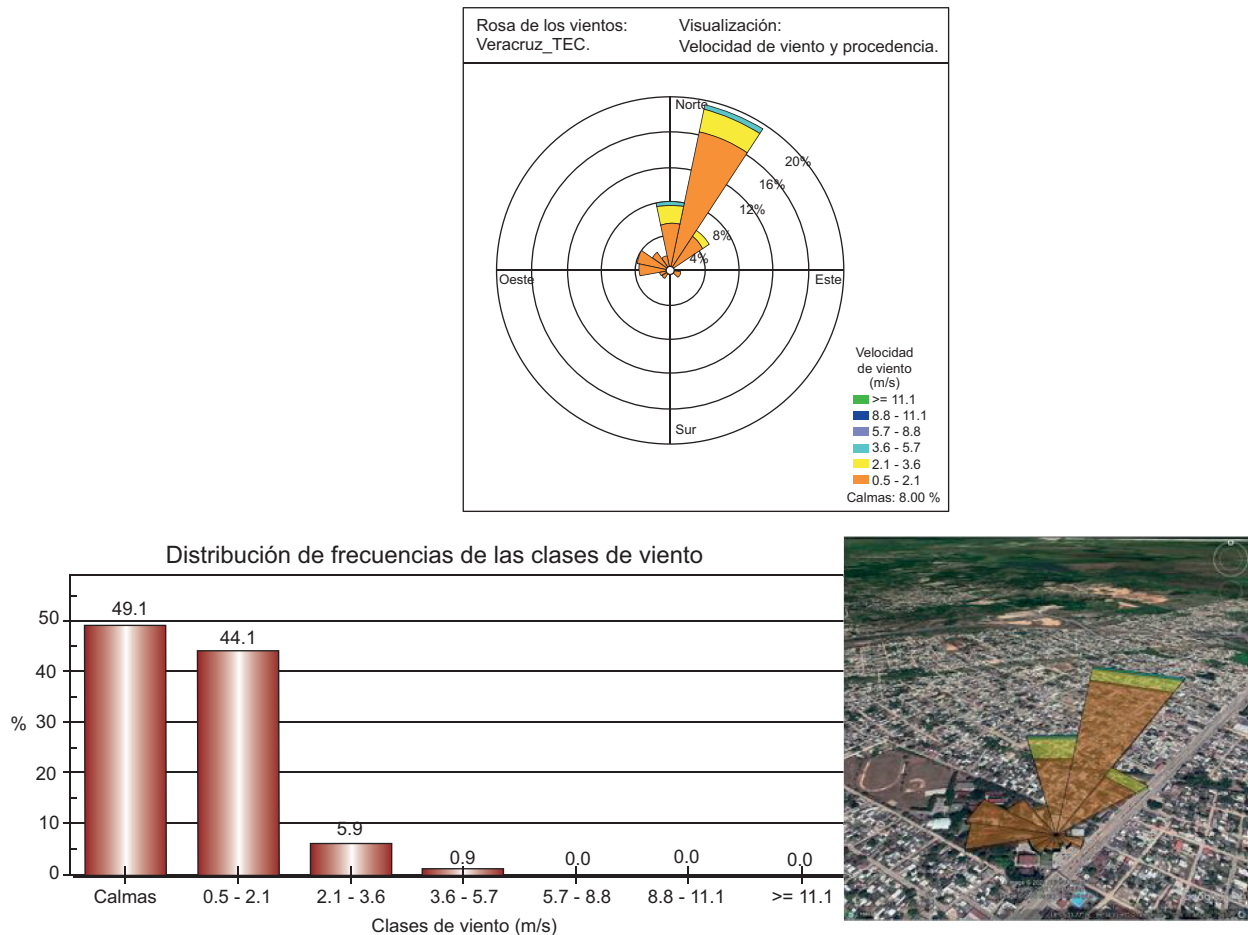 Rosa de los vientos:
Veracruz_TEC.
Visualización:
Velocidad de viento y procedencia.
Norte
20%
16%
12%
8%
4%
Oeste
Este
Sur
Velocidad
de viento
(m/s)
>= 11.1
8.8 - 11.1
5.7 - 8.8
3.6 - 5.7
2.1 - 3.6
0.5 - 2.1
Calmas: 8.00 %
Distribución de frecuencias de las clases de viento
50
40
% 30
20
10
0
49.1
44.1
5.9
0.9
0.0
0.0
0.0
Calmas 0.5 - 2.1 2.1 - 3.6 3.6 - 5.7 5.7 - 8.8 8.8 - 11.1 >= 11.1
Clases de viento (m/s)